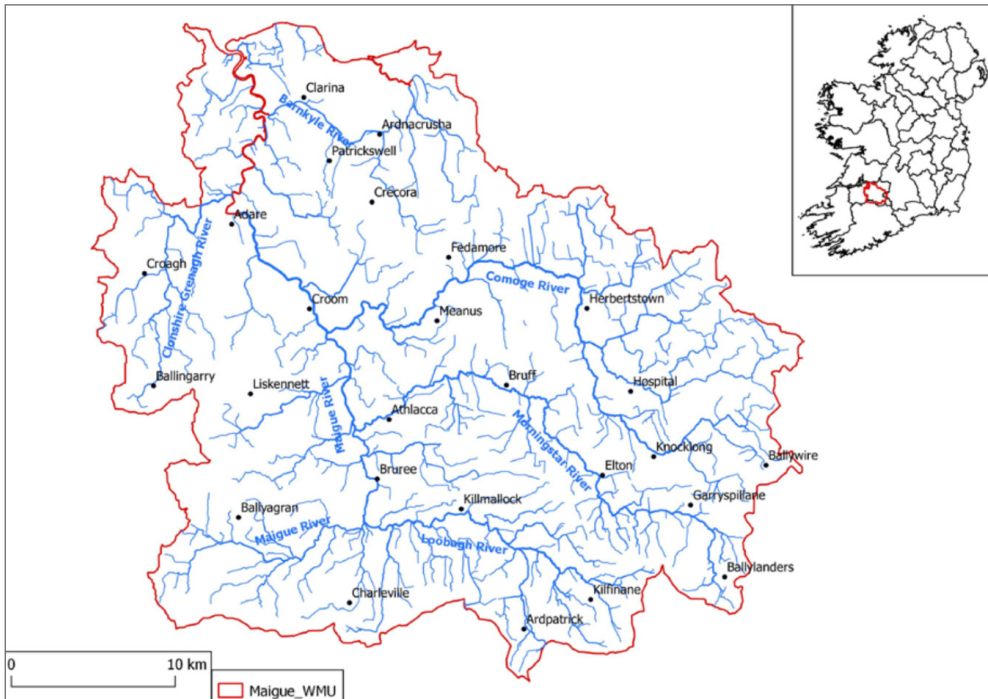 Clarina
Barnkyle River
Ardnacrusha
Patrickswell
Crecora
Adare
Fedamore
Croagh
Clonshire Grenagh River
Comoge River
Croom
Herbertstown
Meanus
Ballingarry
Liskennett
Bruff
Hospital
Maigue River
Athlacca
Morningstar River
Knocklong
Ballywire
Elton
Bruree
Garryspillane
Killmallock
Ballyagran
Maigue River
Loobagh River
Ballylanders
Charleville
Kilfinane
Ardpatrick
0 10 km
Maigue_WMU